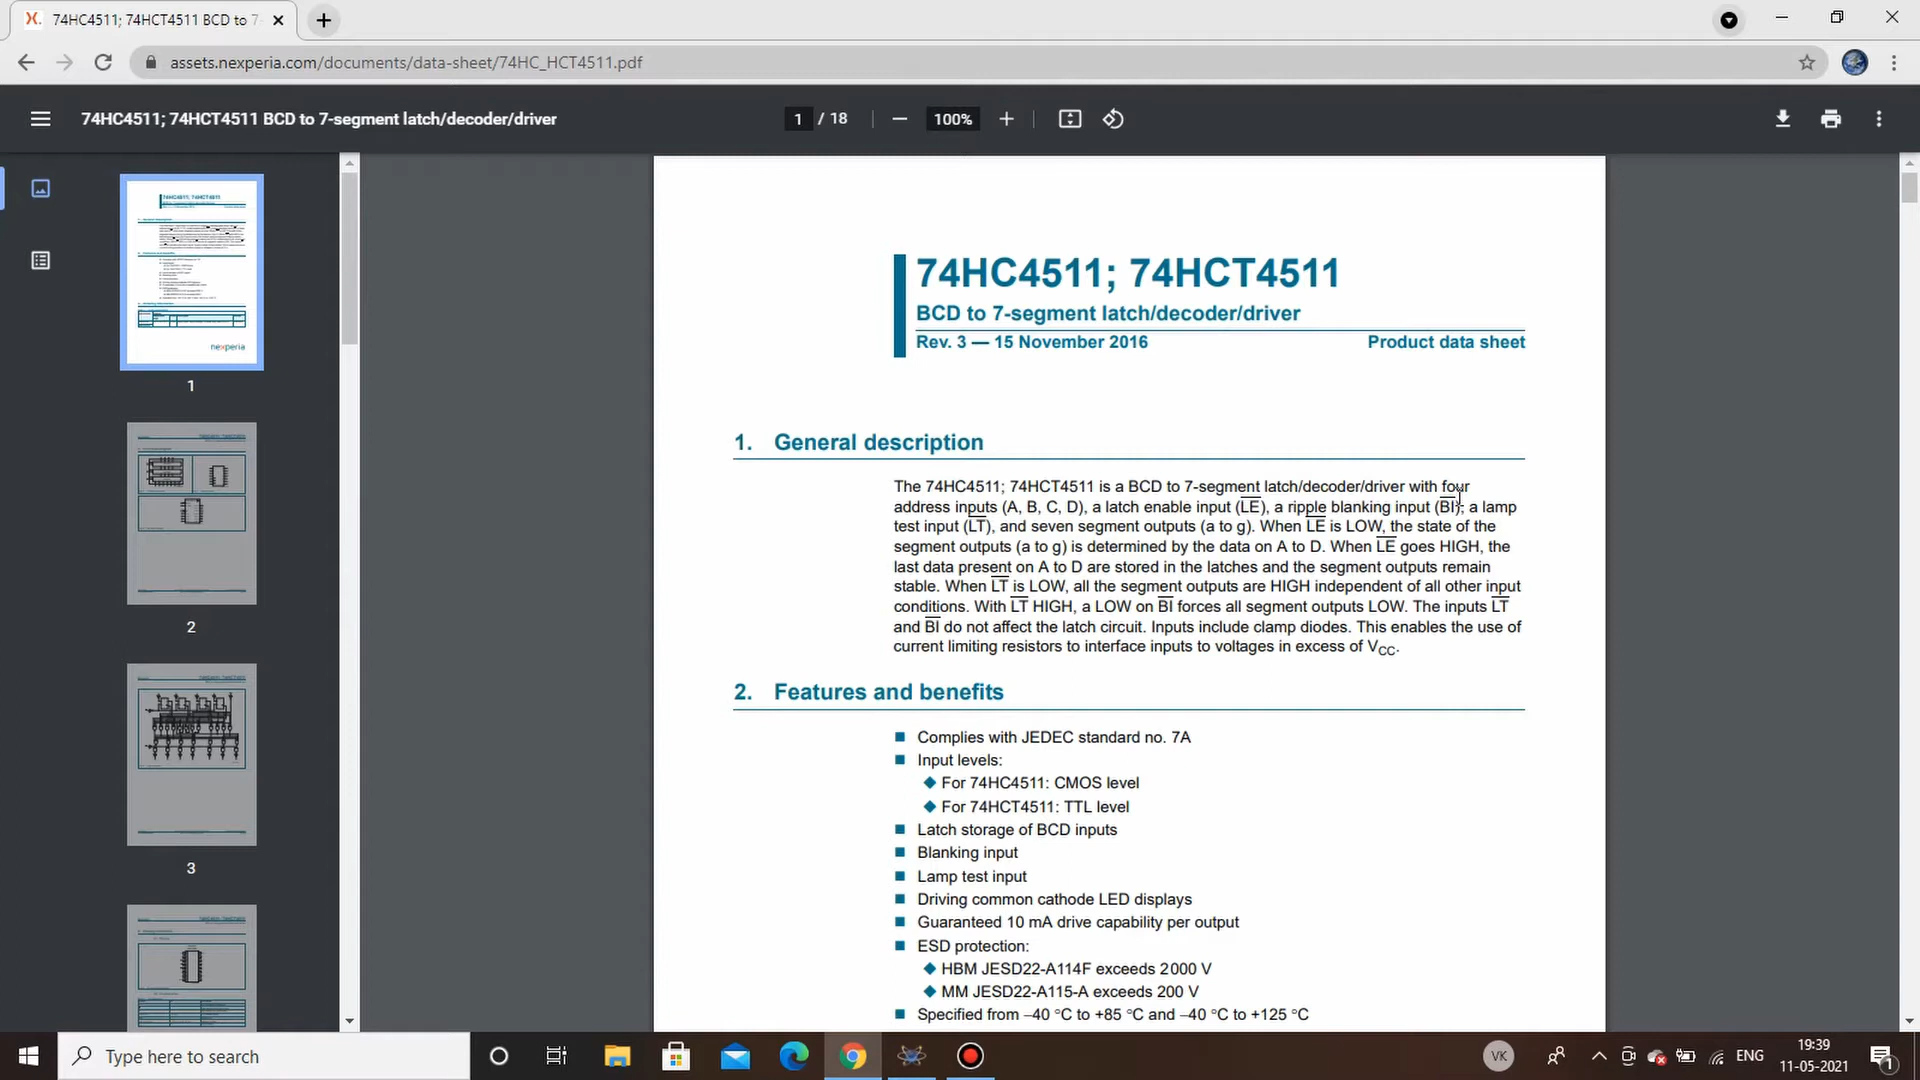 74HC4511; 74HCT4511 BCD to 7-
assets.nexperia.com/documents/data-sheet/74HC_HCT4511.pdf
74HC4511; 74HCT4511 BCD to 7-segment latch/decoder/driver
1 / 18
100%
74HC4511; 74HCT4511
BCD to 7-segment latch/decoder/driver
Rev. 3 — 15 November 2016 Product data sheet
1. General description
The 74HC4511; 74HCT4511 is a BCD to 7-segment latch/decoder/driver with four
address inputs (A, B, C, D), a latch enable input (L̅E̅), a ripple blanking input (B̅I̅), a lamp
test input (L̅T̅), and seven segment outputs (a to g). When L̅E̅ is LOW, the state of the
segment outputs (a to g) is determined by the data on A to D. When L̅E̅ goes HIGH, the
last data present on A to D are stored in the latches and the segment outputs remain
stable. When L̅T̅ is LOW, all the segment outputs are HIGH independent of all other input
conditions. With L̅T̅ HIGH, a LOW on B̅I̅ forces all segment outputs LOW. The inputs L̅T̅
and B̅I̅ do not affect the latch circuit. Inputs include clamp diodes. This enables the use of
current limiting resistors to interface inputs to voltages in excess of VCC.
2. Features and benefits
Complies with JEDEC standard no. 7A
Input levels:
For 74HC4511: CMOS level
For 74HCT4511: TTL level
Latch storage of BCD inputs
Blanking input
Lamp test input
Driving common cathode LED displays
Guaranteed 10 mA drive capability per output
ESD protection:
HBM JESD22-A114F exceeds 2000 V
MM JESD22-A115-A exceeds 200 V
Specified from −40 °C to +85 °C and −40 °C to +125 °C
74HC4511; 74HCT4511
nexperia
1
2
3
Type here to search
VK
ENG
19:39
11-05-2021
1